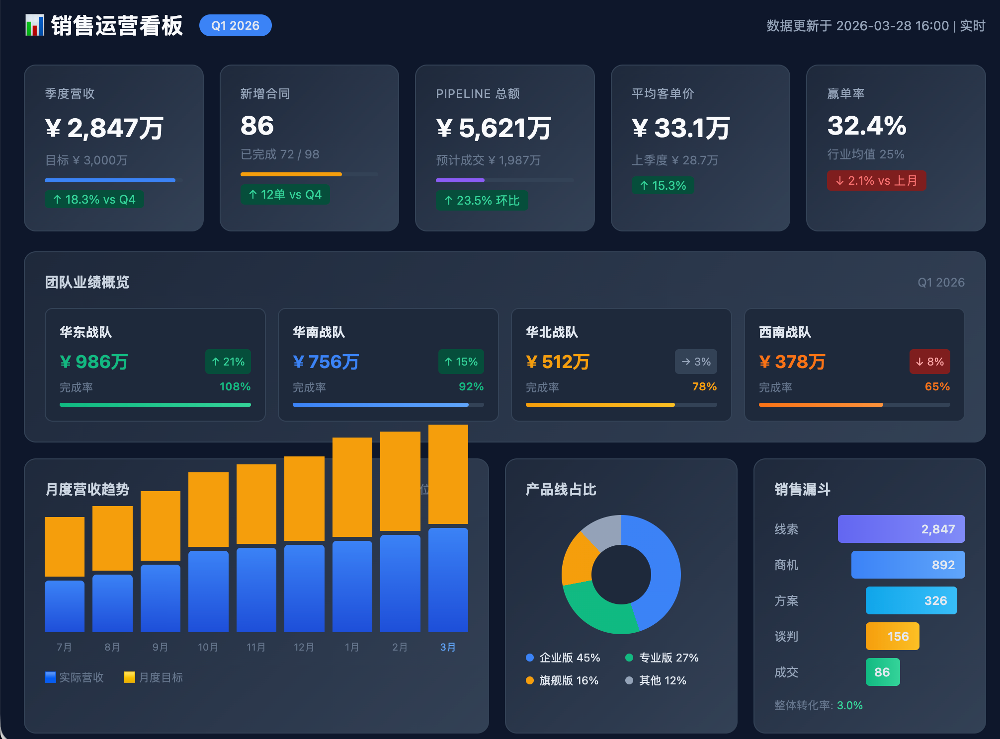 销售运营看板
Q1 2026
数据更新于 2026-03-28 16:00 | 实时
季度营收
¥ 2,847万
目标 ¥ 3,000万
↑ 18.3% vs Q4
新增合同
86
已完成 72 / 98
↑ 12单 vs Q4
PIPELINE 总额
¥ 5,621万
预计成交 ¥ 1,987万
↑ 23.5% 环比
平均客单价
¥ 33.1万
上季度 ¥ 28.7万
↑ 15.3%
赢单率
32.4%
行业均值 25%
↓ 2.1% vs 上月
团队业绩概览
Q1 2026
华东战队
¥ 986万
↑ 21%
完成率
108%
华南战队
¥ 756万
↑ 15%
完成率
92%
华北战队
¥ 512万
→ 3%
完成率
78%
西南战队
¥ 378万
↓ 8%
完成率
65%
月度营收趋势
位
7月
8月
9月
10月
11月
12月
1月
2月
3月
实际营收
月度目标
产品线占比
企业版 45%
专业版 27%
旗舰版 16%
其他 12%
销售漏斗
线索
2,847
商机
892
方案
326
谈判
156
成交
86
整体转化率: 3.0%